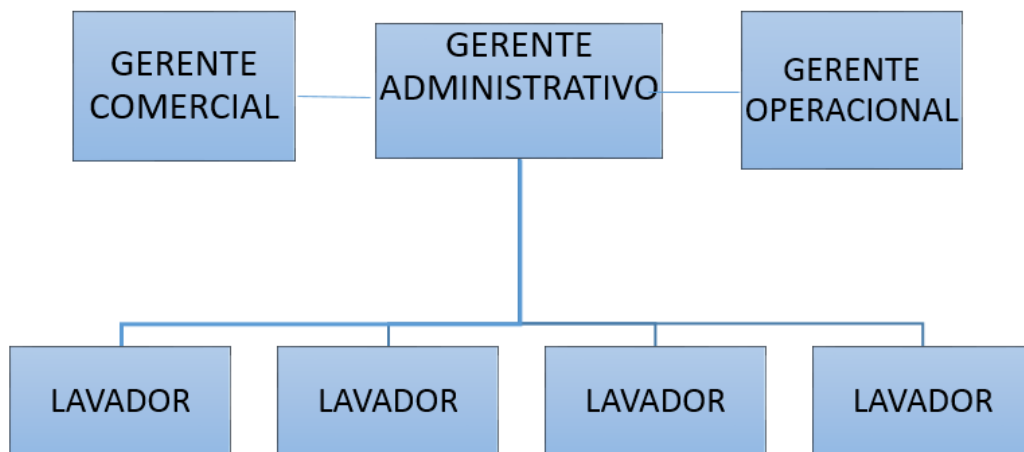 GERENTE
COMERCIAL
GERENTE
ADMINISTRATIVO
GERENTE
OPERACIONAL
LAVADOR
LAVADOR
LAVADOR
LAVADOR